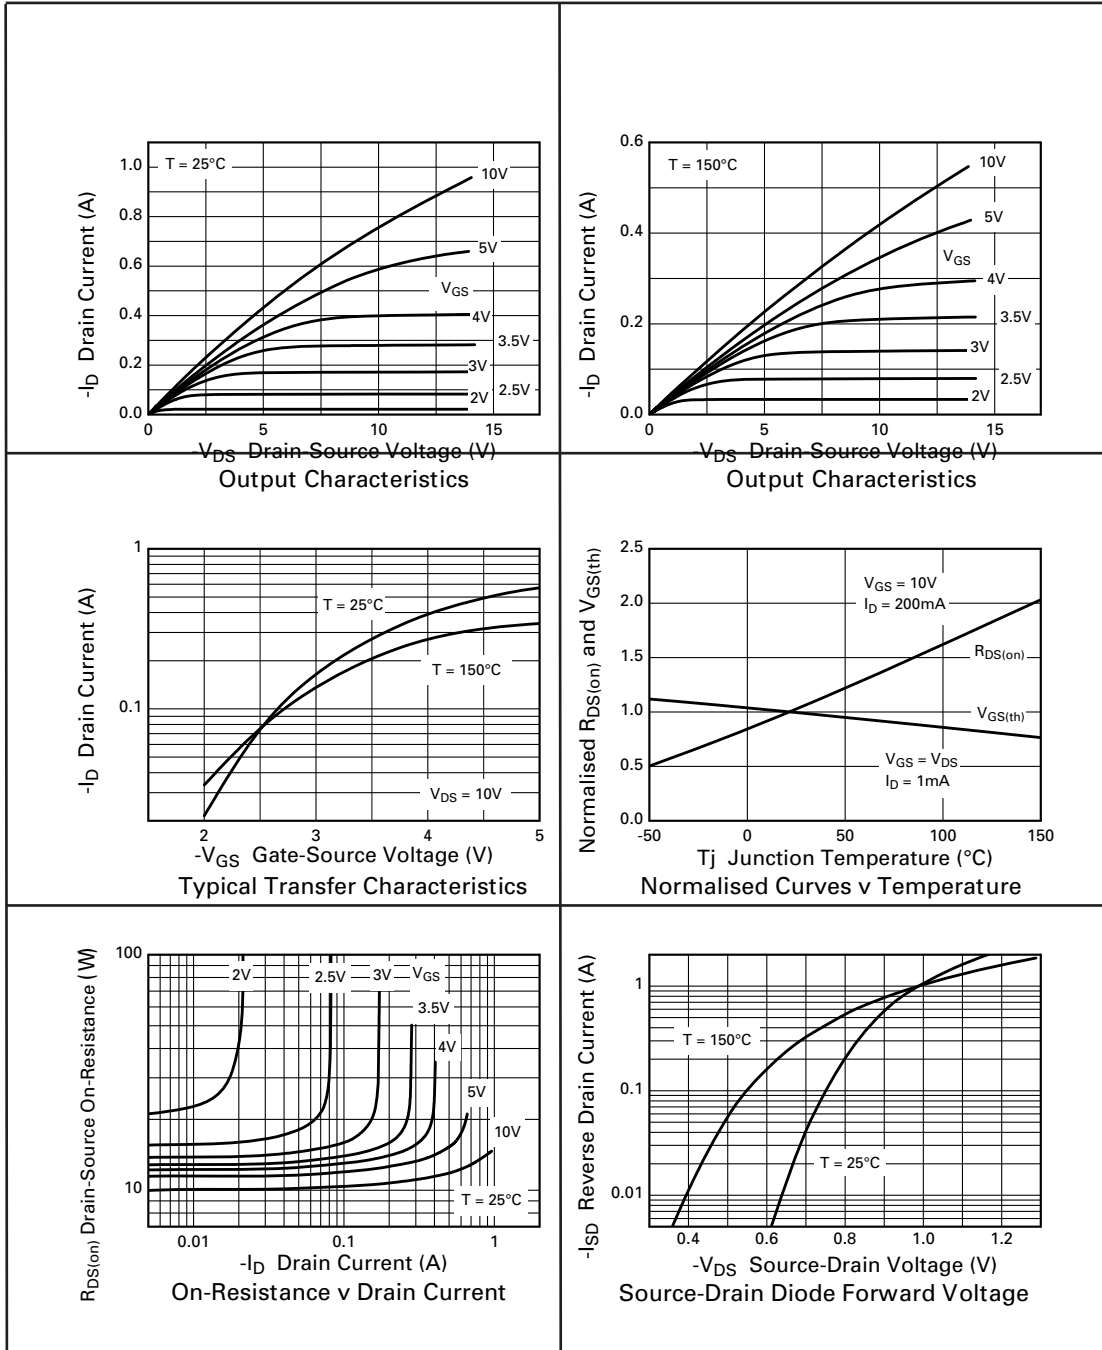 1.0
T = 25°C
10V
0.8
5V
0.6
VGS
0.4
4V
3.5V
3V
0.2
2.5V
2V
0.0
0 5 10 15
-ID Drain Current (A)
-VDS Drain-Source Voltage (V)
Output Characteristics
0.6
T = 150°C
10V
5V
0.4
VGS
4V
3.5V
0.2
3V
2.5V
2V
0.0
0 5 10 15
-ID Drain Current (A)
-VDS Drain-Source Voltage (V)
Output Characteristics
1
T = 25°C
T = 150°C
0.1
VDS = 10V
2 3 4 5
-ID Drain Current (A)
-VGS Gate-Source Voltage (V)
Typical Transfer Characteristics
2.5
VGS = 10V
ID = 200mA
2.0
RDS(on)
1.5
1.0
VGS(th)
VGS = VDS
ID = 1mA
0.5
0.0
-50 0 50 100 150
Normalised RDS(on) and VGS(th)
Tj Junction Temperature (°C)
Normalised Curves v Temperature
100
2V 2.5V 3V VGS
3.5V
4V
5V
10V
10
T = 25°C
0.01 0.1 1
RDS(on) Drain-Source On-Resistance (W)
-ID Drain Current (A)
On-Resistance v Drain Current
1
T = 150°C
0.1
T = 25°C
0.01
0.4 0.6 0.8 1.0 1.2
-ISD Reverse Drain Current (A)
-VDS Source-Drain Voltage (V)
Source-Drain Diode Forward Voltage